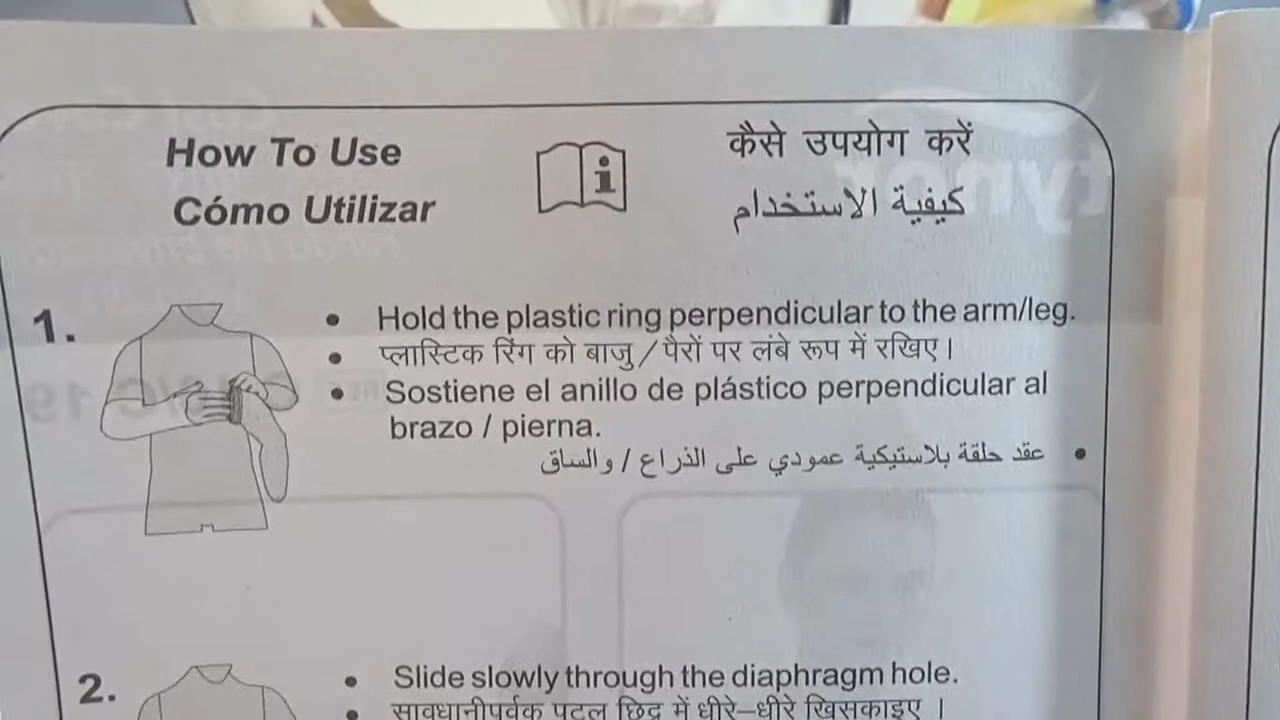 How To Use
Cómo Utilizar
कैसे उपयोग करें
كيفية الاستخدام
1.
• Hold the plastic ring perpendicular to the arm/leg.
• प्लास्टिक रिंग को बाजु / पैरों पर लंबे रूप में रखिए।
• Sostiene el anillo de plástico perpendicular al
brazo / pierna.
• عقد حلقة بلاستيكية عمودي على الذراع / والساق
2.
• Slide slowly through the diaphragm hole.
• सावधानीपूर्वक पटल छिद्र में धीरे–धीरे खिसकाइए ।
tynor